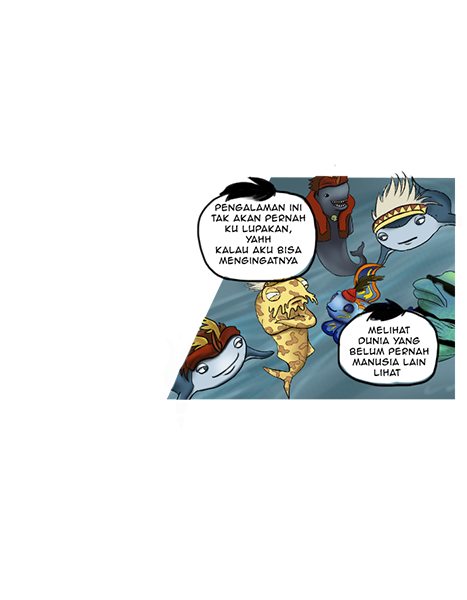 PENGALAMAN INI
TAK AKAN PERNAH
KU LUPAKAN,
YAHH
KALAU AKU BISA
MENGINGATNYA
MELIHAT
DUNIA YANG
BELUM PERNAH
MANUSIA LAIN
LIHAT